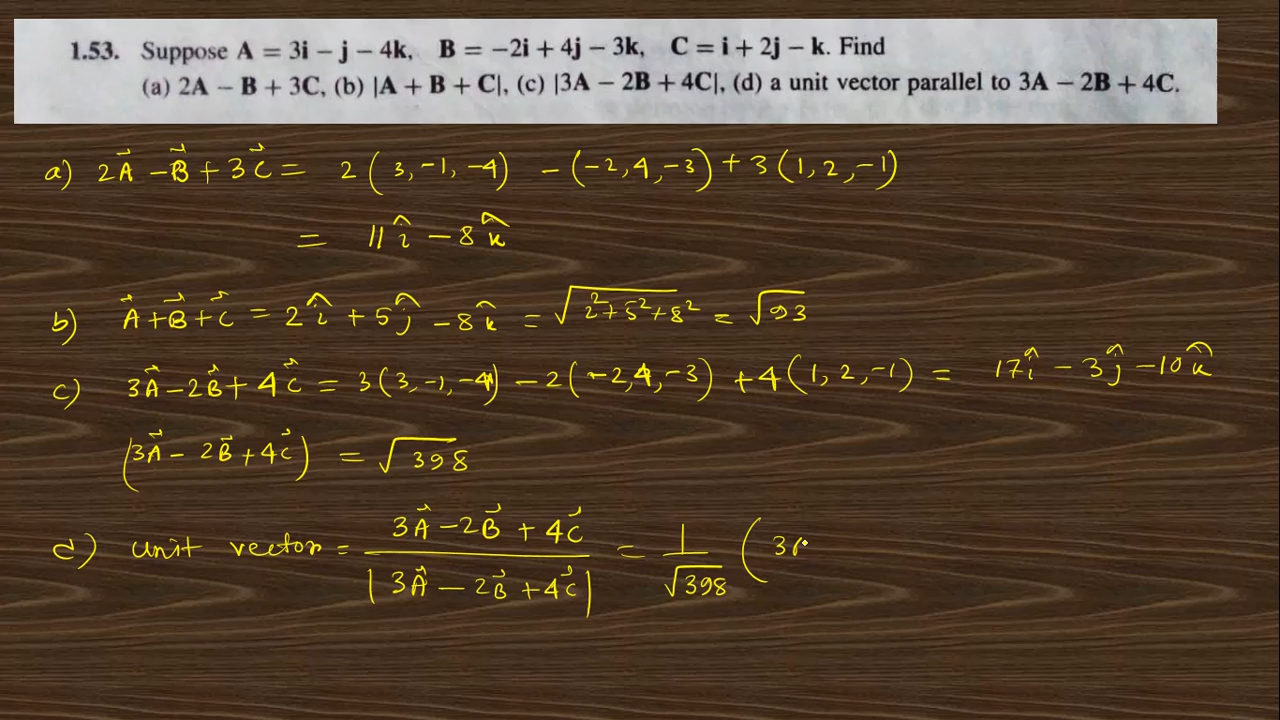 1.53. Suppose A = 3i − j − 4k, B = −2i + 4j − 3k, C = i + 2j − k. Find
(a) 2A − B + 3C, (b) |A + B + C|, (c) |3A − 2B + 4C|, (d) a unit vector parallel to 3A − 2B + 4C.
a) 2A⃗ − B⃗ + 3C⃗ = 2(3,−1,−4) − (−2,4,−3) + 3(1,2,−1)
= 11î − 8k̂
b) A⃗ + B⃗ + C⃗ = 2î + 5ĵ − 8k̂ = √(2²+5²+8²) = √93
c) 3A⃗ − 2B⃗ + 4C⃗ = 3(3,−1,−4) − 2(−2,4,−3) + 4(1,2,−1) = 17î − 3ĵ − 10k̂
(3A⃗ − 2B⃗ + 4C⃗) = √398
d) unit vector = (3A⃗ − 2B⃗ + 4C⃗) / |3A⃗ − 2B⃗ + 4C⃗| = 1/√398 (3